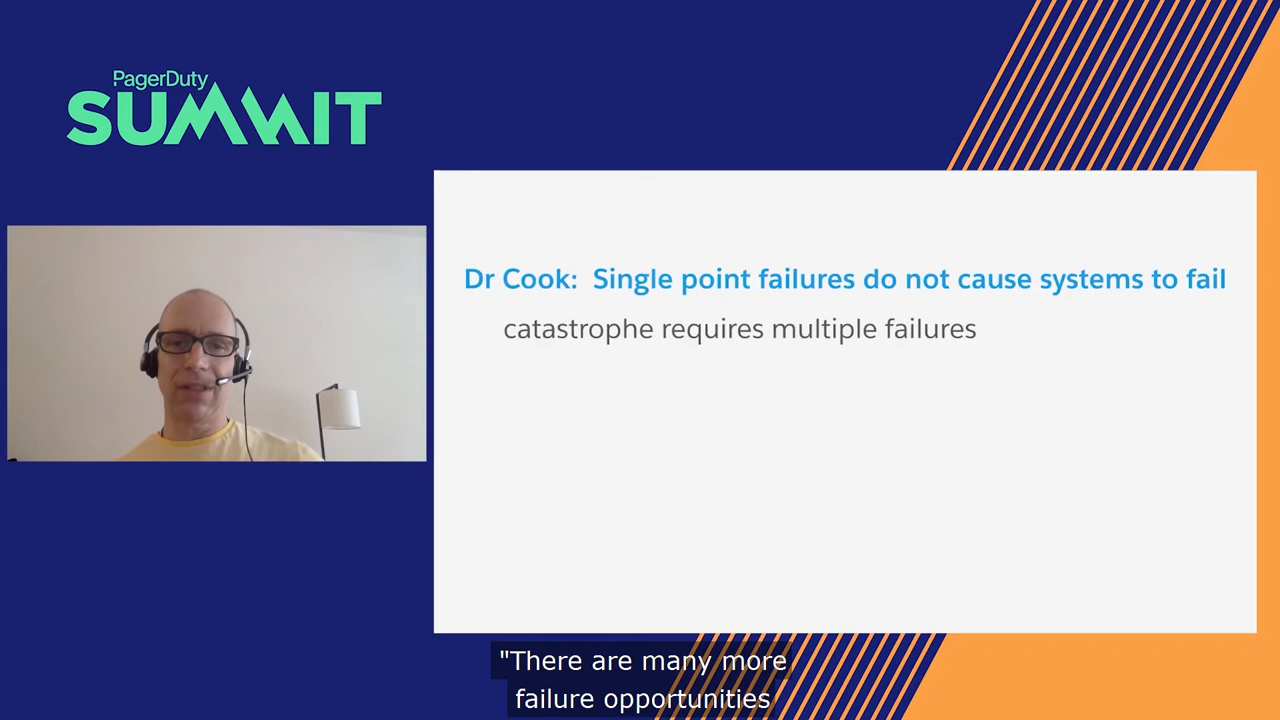 PagerDuty
SUMMIT
Dr Cook:  Single point failures do not cause systems to fail
catastrophe requires multiple failures
"There are many more
failure opportunities